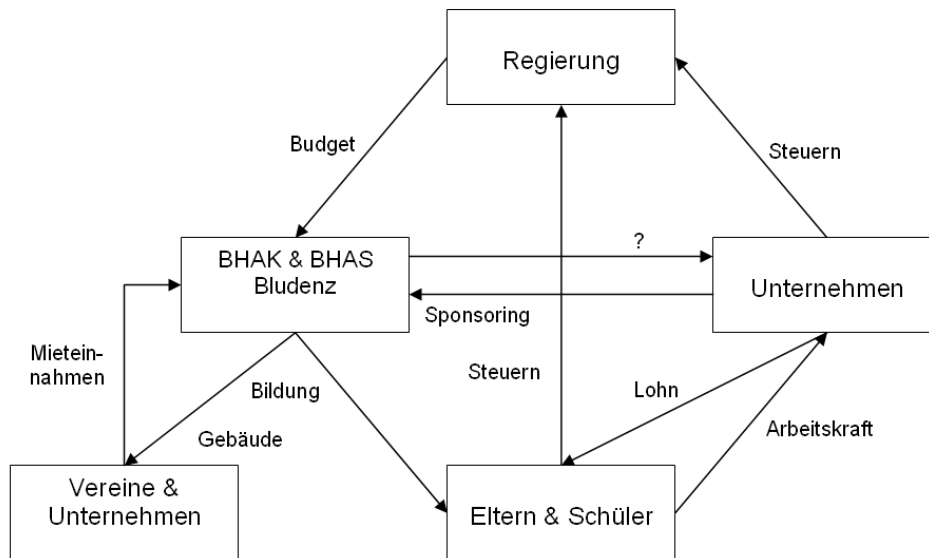 Regierung
Budget
Steuern
?
BHAK & BHAS
Bludenz
Unternehmen
Sponsoring
Mietein-
nahmen
Steuern
Bildung
Lohn
Arbeitskraft
Gebäude
Vereine &
Unternehmen
Eltern & Schüler